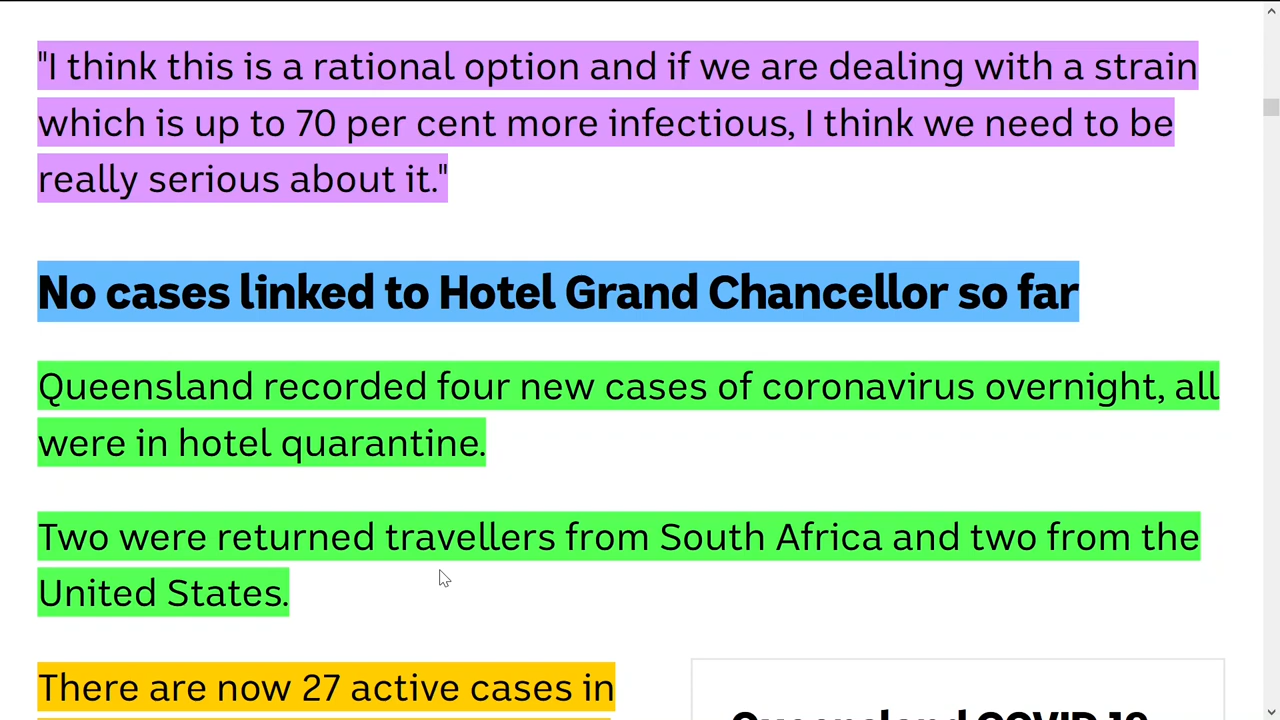 "I think this is a rational option and if we are dealing with a strain
which is up to 70 per cent more infectious, I think we need to be
really serious about it."
No cases linked to Hotel Grand Chancellor so far
Queensland recorded four new cases of coronavirus overnight, all
were in hotel quarantine.
Two were returned travellers from South Africa and two from the
United States.
There are now 27 active cases in
Queensland COVID-19